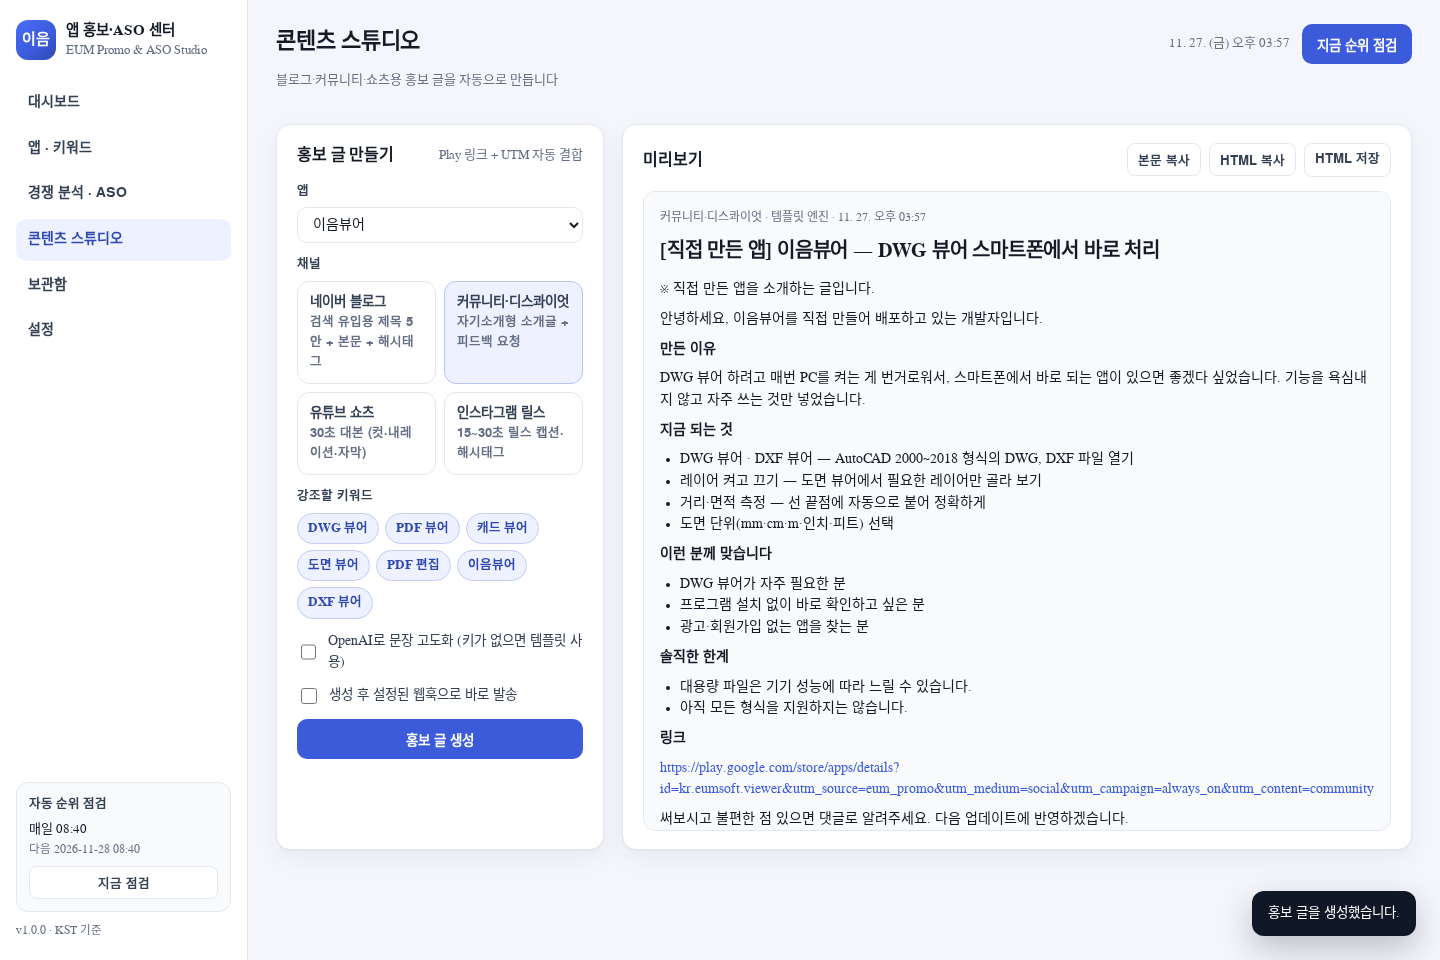 이음
앱 홍보·ASO 센터
EUM Promo & ASO Studio
대시보드
앱 · 키워드
경쟁 분석 · ASO
콘텐츠 스튜디오
보관함
설정
자동 순위 점검
매일 08:40
다음 2026-11-28 08:40
지금 점검
v1.0.0 · KST 기준
콘텐츠 스튜디오
블로그·커뮤니티·쇼츠용 홍보 글을 자동으로 만듭니다
11. 27. (금) 오후 03:57
지금 순위 점검
홍보 글 만들기
Play 링크 + UTM 자동 결합
앱
이음뷰어
채널
네이버 블로그
검색 유입용 제목 5
안 + 본문 + 해시태
그
커뮤니티·디스콰이엇
자기소개형 소개글 +
피드백 요청
유튜브 쇼츠
30초 대본 (컷·내레
이션·자막)
인스타그램 릴스
15~30초 릴스 캡션·
해시태그
강조할 키워드
DWG 뷰어
PDF 뷰어
캐드 뷰어
도면 뷰어
PDF 편집
이음뷰어
DXF 뷰어
OpenAI로 문장 고도화 (키가 없으면 템플릿 사
용)
생성 후 설정된 웹훅으로 바로 발송
홍보 글 생성
미리보기
본문 복사
HTML 복사
HTML 저장
커뮤니티·디스콰이엇 · 템플릿 엔진 · 11. 27. 오후 03:57
[직접 만든 앱] 이음뷰어 — DWG 뷰어 스마트폰에서 바로 처리
※ 직접 만든 앱을 소개하는 글입니다.
안녕하세요, 이음뷰어를 직접 만들어 배포하고 있는 개발자입니다.
만든 이유
DWG 뷰어 하려고 매번 PC를 켜는 게 번거로워서, 스마트폰에서 바로 되는 앱이 있으면 좋겠다 싶었습니다. 기능을 욕심내
지 않고 자주 쓰는 것만 넣었습니다.
지금 되는 것
• DWG 뷰어 · DXF 뷰어 — AutoCAD 2000~2018 형식의 DWG, DXF 파일 열기
• 레이어 켜고 끄기 — 도면 뷰어에서 필요한 레이어만 골라 보기
• 거리·면적 측정 — 선 끝점에 자동으로 붙어 정확하게
• 도면 단위(mm·cm·m·인치·피트) 선택
이런 분께 맞습니다
• DWG 뷰어가 자주 필요한 분
• 프로그램 설치 없이 바로 확인하고 싶은 분
• 광고·회원가입 없는 앱을 찾는 분
솔직한 한계
• 대용량 파일은 기기 성능에 따라 느릴 수 있습니다.
• 아직 모든 형식을 지원하지는 않습니다.
링크
https://play.google.com/store/apps/details?
id=kr.eumsoft.viewer&utm_source=eum_promo&utm_medium=social&utm_campaign=always_on&utm_content=community
써보시고 불편한 점 있으면 댓글로 알려주세요. 다음 업데이트에 반영하겠습니다.
홍보 글을 생성했습니다.